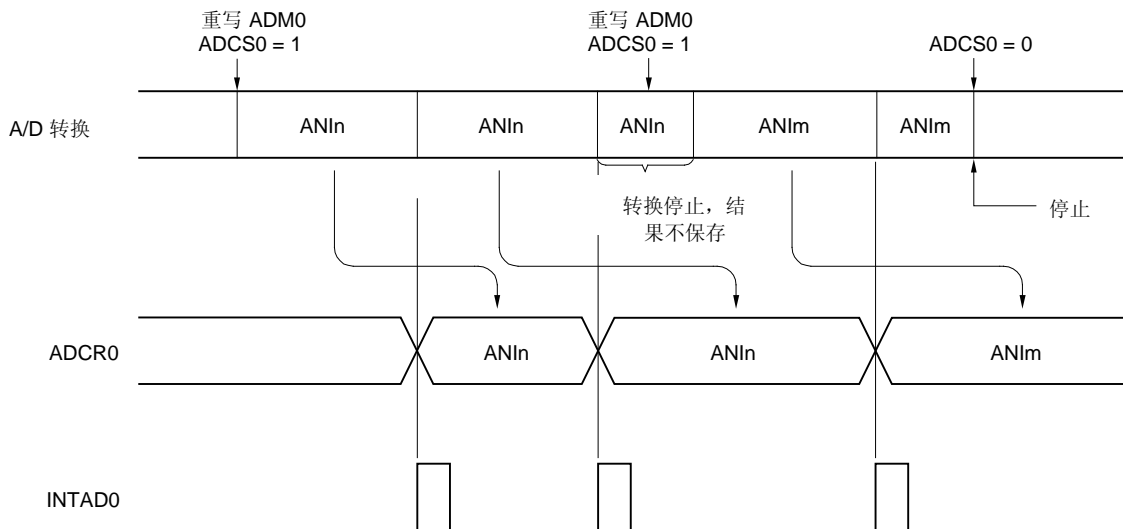 重写 ADM0
ADCS0 = 1
重写 ADM0
ADCS0 = 1
ADCS0 = 0
A/D 转换
ANIn
ANIn
ANIn
ANIm
ANIm
转换停止，结
果不保存
停止
ADCR0
ANIn
ANIn
ANIm
INTAD0